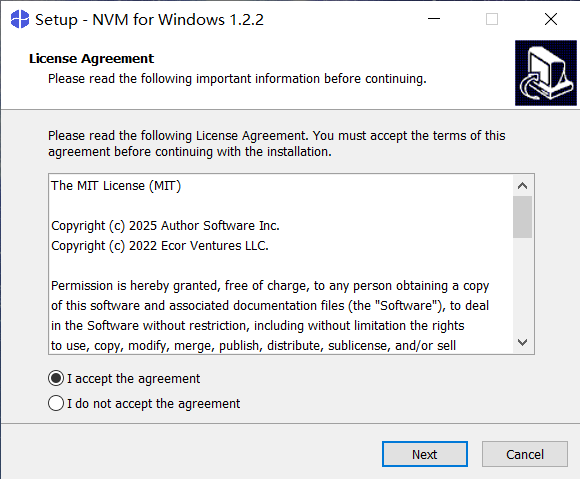 Setup - NVM for Windows 1.2.2
License Agreement
Please read the following important information before continuing.
Please read the following License Agreement. You must accept the terms of this
agreement before continuing with the installation.
The MIT License (MIT)
Copyright (c) 2025 Author Software Inc.
Copyright (c) 2022 Ecor Ventures LLC.
Permission is hereby granted, free of charge, to any person obtaining a copy
of this software and associated documentation files (the "Software"), to deal
in the Software without restriction, including without limitation the rights
to use, copy, modify, merge, publish, distribute, sublicense, and/or sell
I accept the agreement
I do not accept the agreement
Next
Cancel